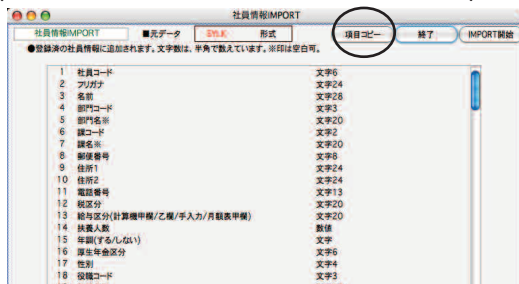 社員情報IMPORT
社員情報IMPORT ■元データ SYLK 形式 項目コピー 終了 IMPORT開始
●登録済の社員情報に追加されます。文字数は、半角で数えています。※印は空白可。
1 社員コード 文字6
2 フリガナ 文字24
3 名前 文字28
4 部門コード 文字3
5 部門名※ 文字20
6 課コード 文字2
7 課名※ 文字20
8 郵便番号 文字8
9 住所1 文字24
10 住所2 文字24
11 電話番号 文字13
12 税区分 文字20
13 給与区分(計算機甲欄/乙欄/手入力/月額表甲欄) 文字20
14 扶養人数 数値
15 年調(する/しない) 文字
16 厚生年金区分 文字6
17 性別 文字4
18 役職コード 文字3